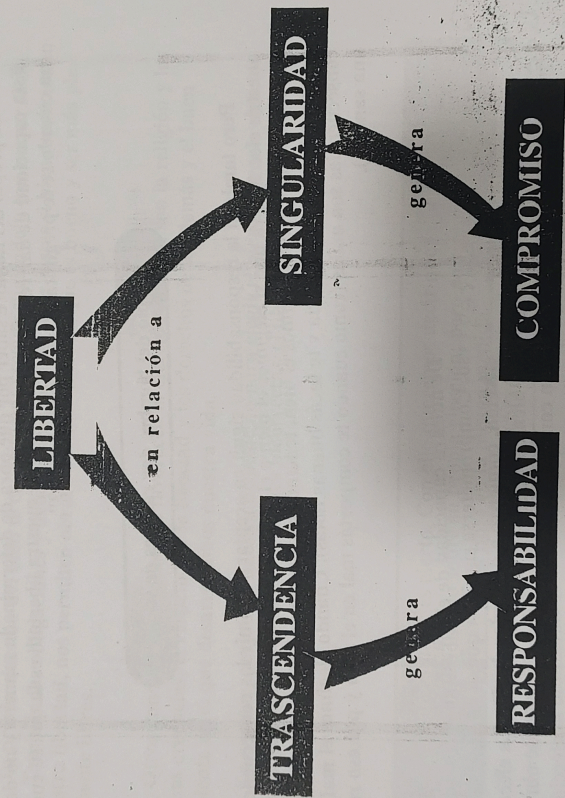 LIBERTAD
en relación a
TRASCENDENCIA
SINGULARIDAD
genera
genera
RESPONSABILIDAD
COMPROMISO